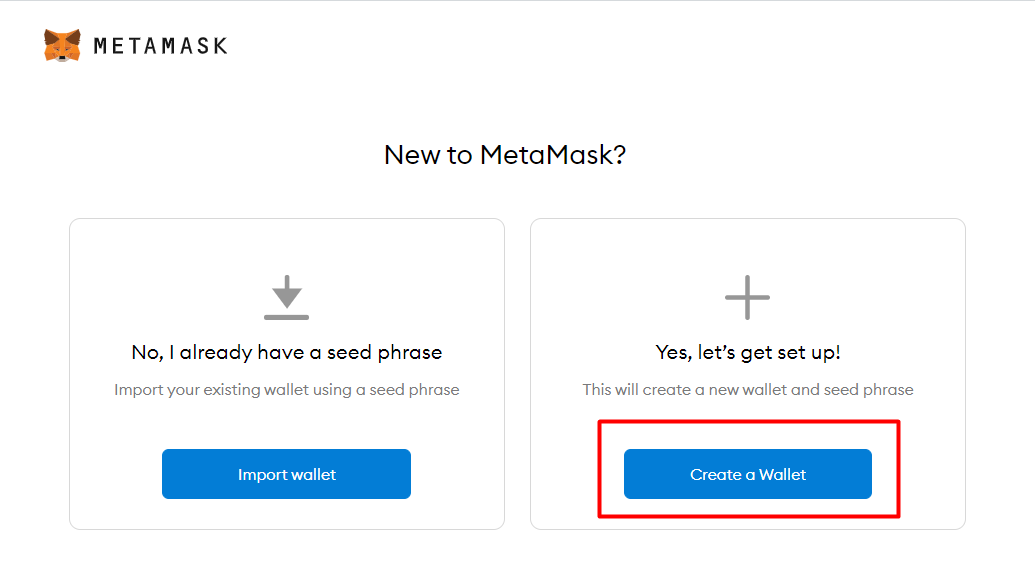 METAMASK
New to MetaMask?
No, I already have a seed phrase
Import your existing wallet using a seed phrase
Import wallet
Yes, let’s get set up!
This will create a new wallet and seed phrase
Create a Wallet